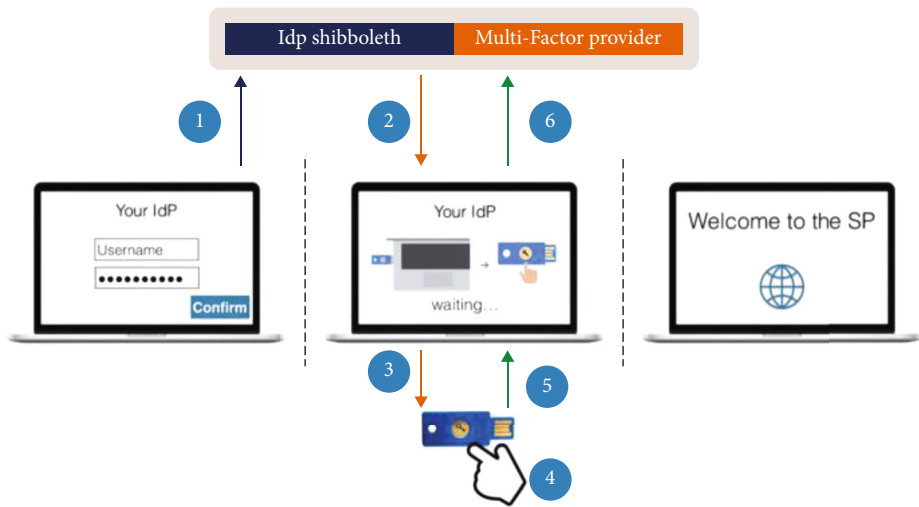 Idp shibboleth
Multi-Factor provider
1
2
6
Your IdP
Username
Confirm
Your IdP
waiting...
Welcome to the SP
3
5
4